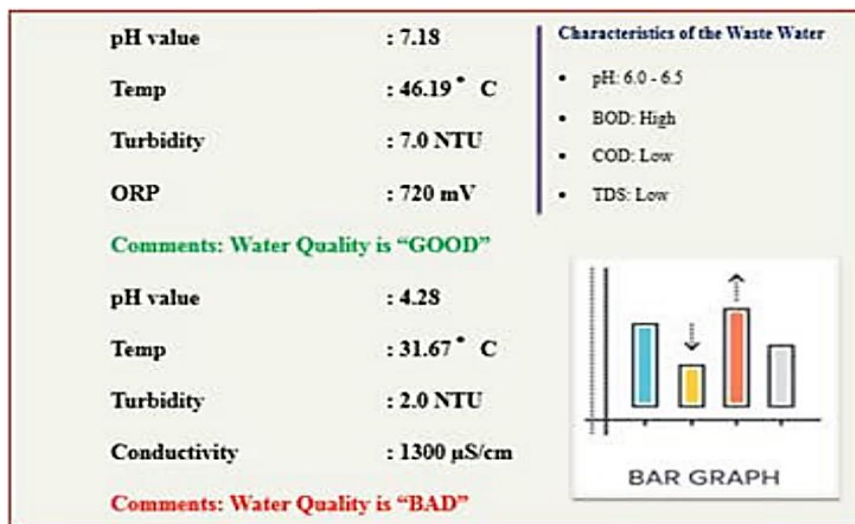 pH value : 7.18
Temp : 46.19° C
Turbidity : 7.0 NTU
ORP : 720 mV
Comments: Water Quality is “GOOD”
pH value : 4.28
Temp : 31.67° C
Turbidity : 2.0 NTU
Conductivity : 1300 µS/cm
Comments: Water Quality is “BAD”
Characteristics of the Waste Water
• pH: 6.0 - 6.5
• BOD: High
• COD: Low
• TDS: Low
BAR GRAPH